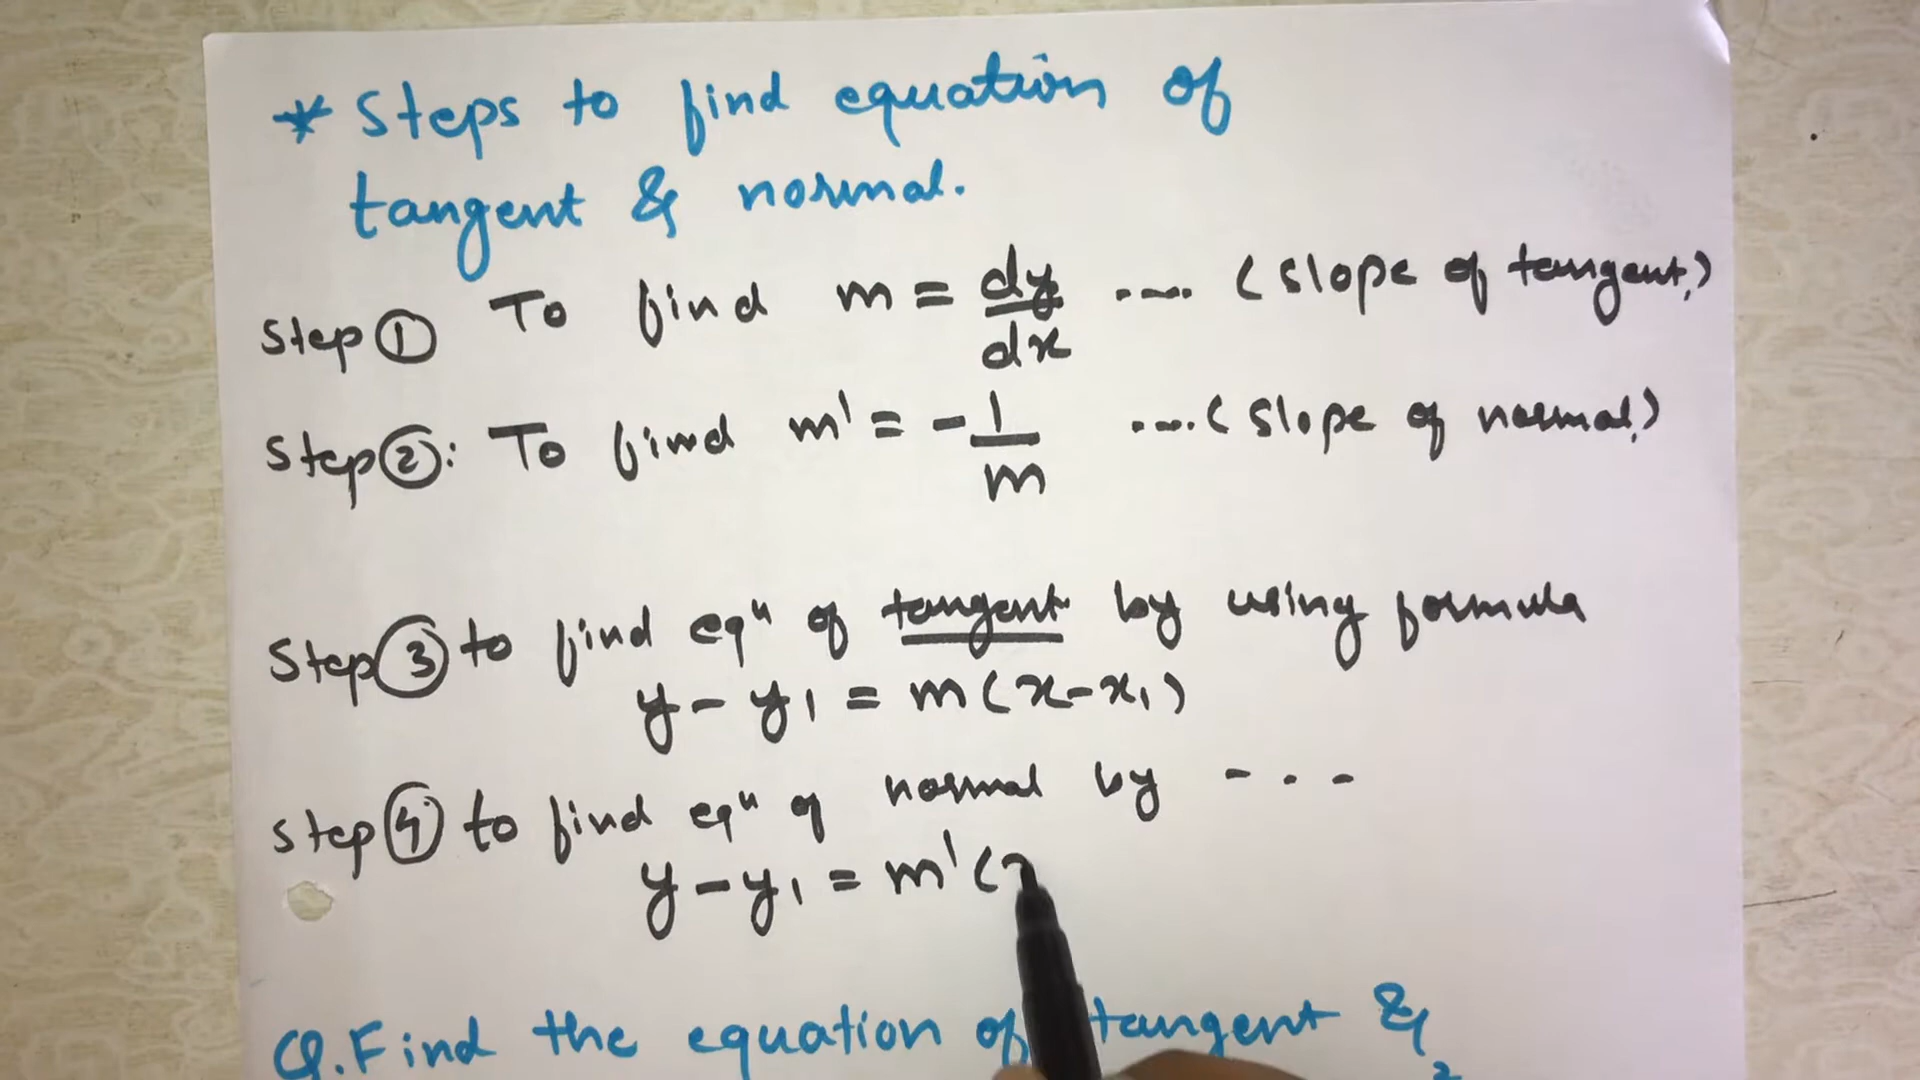 * Steps to find equation of
tangent & normal.
Step ① To find m = dy/dx ..... (slope of tangent.)
Step ②: To find m' = -1/m ....(slope of normal.)
Step ③ to find eqⁿ of tangent by using formula
y - y₁ = m(x - x₁)
Step ④ to find eqⁿ of normal by - - -
y - y₁ = m'(
Q. Find the equation of tangent &
2